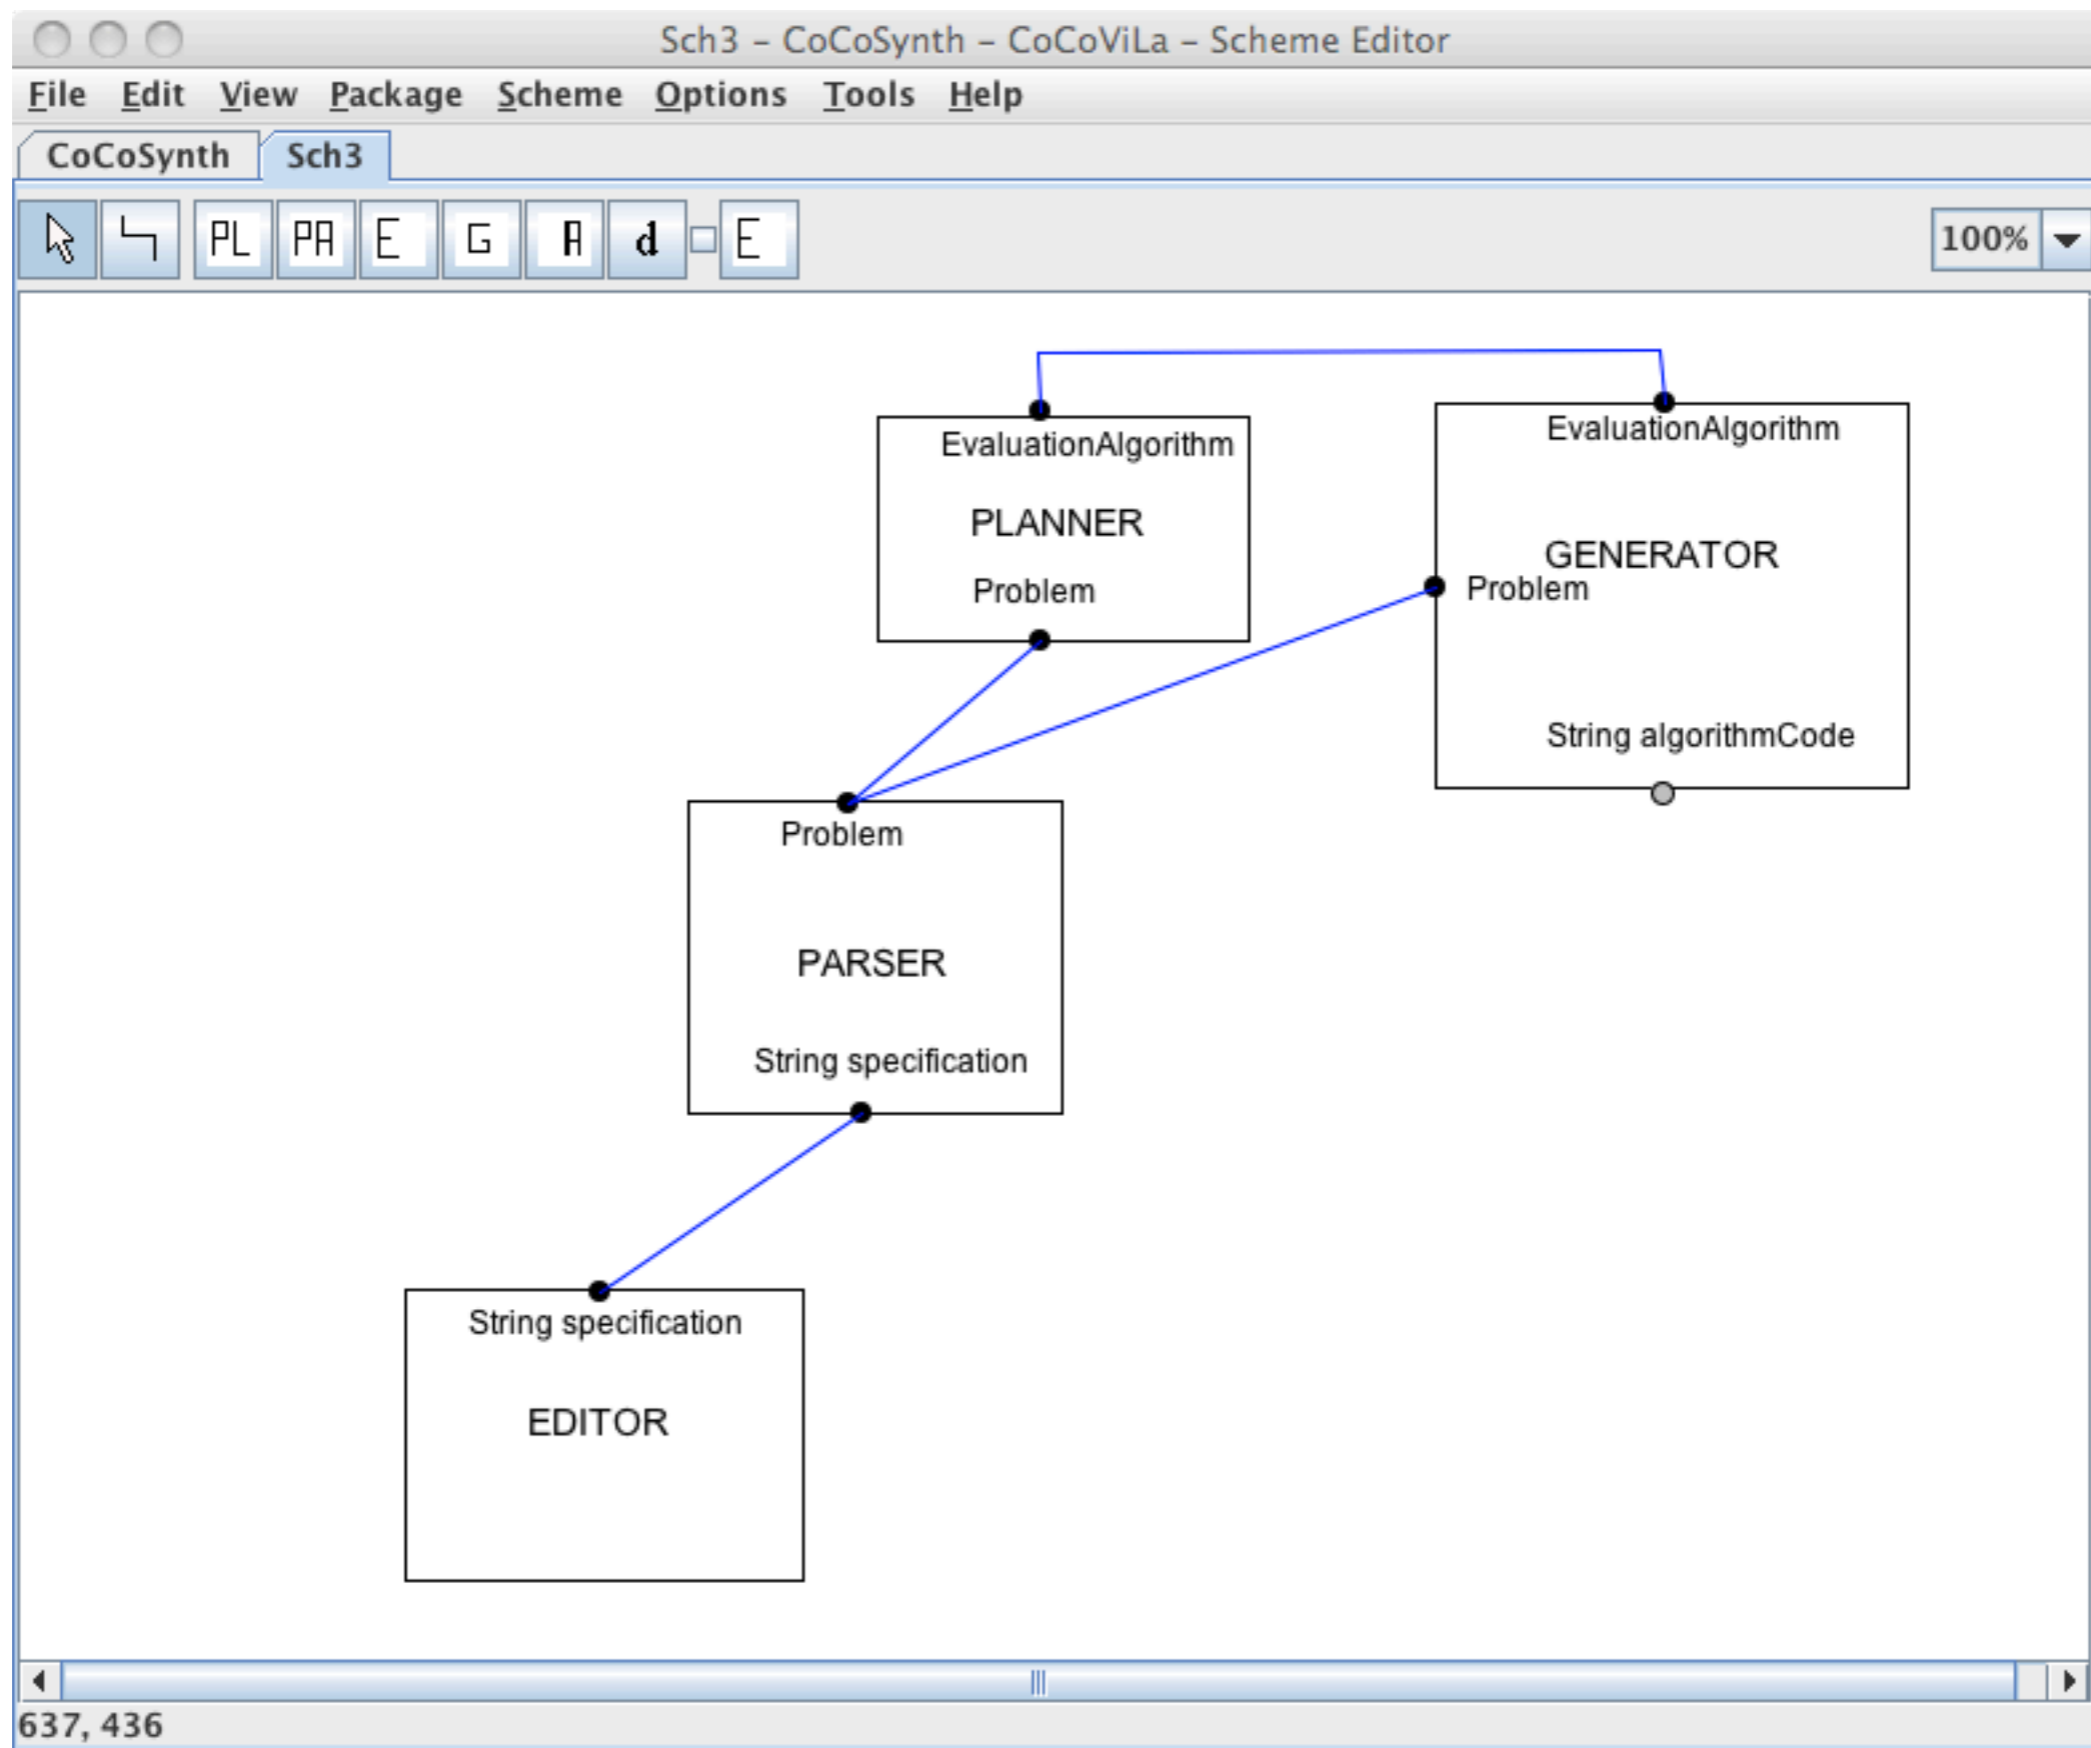 Sch3 – CoCoSynth – CoCoViLa – Scheme Editor
File Edit View Package Scheme Options Tools Help
CoCoSynth Sch3
PL PA E G A d E 100%
EvaluationAlgorithm
PLANNER
Problem
EvaluationAlgorithm
GENERATOR
Problem
String algorithmCode
Problem
PARSER
String specification
String specification
EDITOR
637, 436